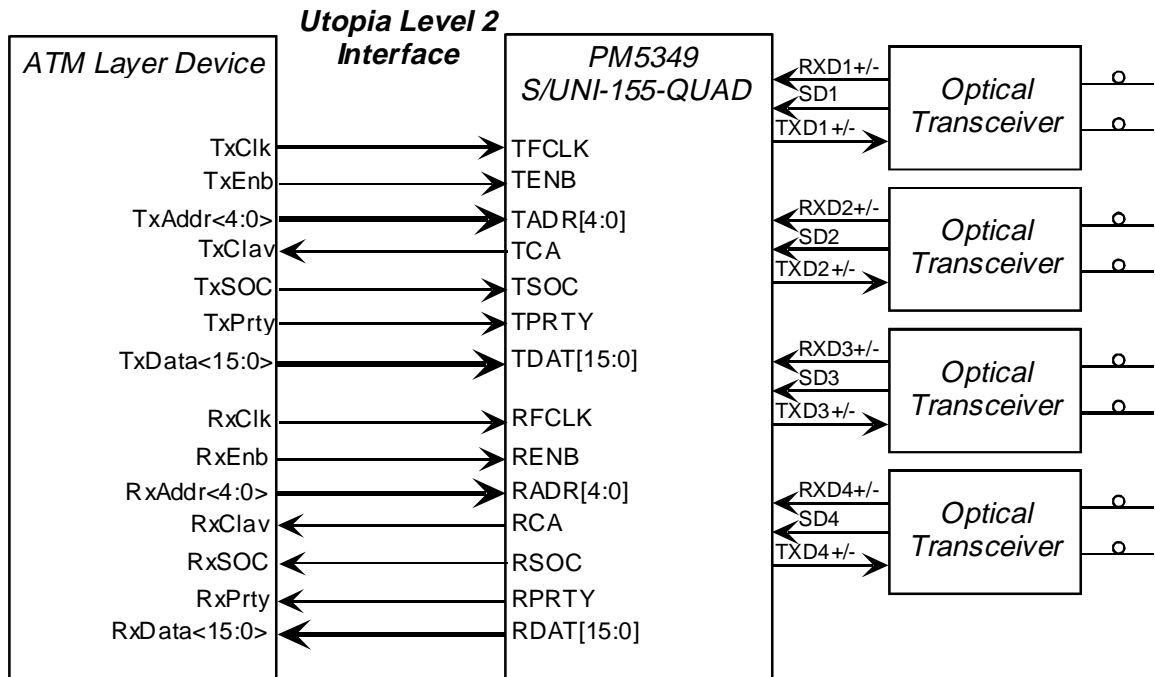 Utopia Level 2
Interface
ATM Layer Device
PM5349
S/UNI-155-QUAD
TxClk
TFCLK
TxEnb
TENB
TxAddr<4:0>
TADR[4:0]
TxClav
TCA
TxSOC
TSOC
TxPrty
TPRTY
TxData<15:0>
TDAT[15:0]
RxClk
RFCLK
RxEnb
RENB
RxAddr<4:0>
RADR[4:0]
RxClav
RCA
RxSOC
RSOC
RxPrty
RPRTY
RxData<15:0>
RDAT[15:0]
RXD1+/-
SD1
TXD1+/-
Optical
Transceiver
RXD2+/-
SD2
TXD2+/-
Optical
Transceiver
RXD3+/-
SD3
TXD3+/-
Optical
Transceiver
RXD4+/-
SD4
TXD4+/-
Optical
Transceiver